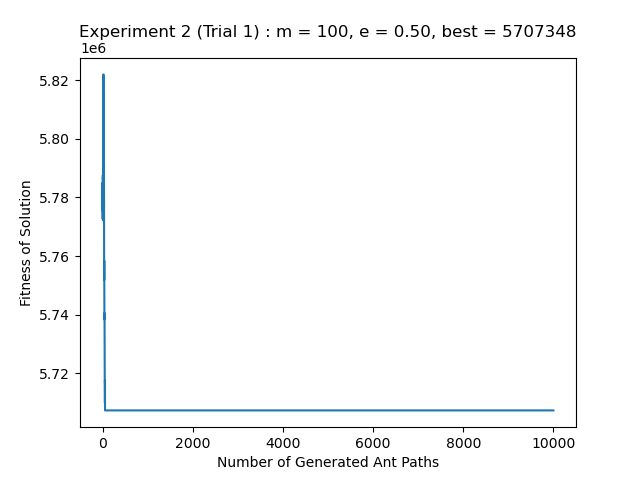 Experiment 2 (Trial 1) : m = 100, e = 0.50, best = 5707348
1e6
5.82
5.80
5.78
5.76
5.74
5.72
Fitness of Solution
0 2000 4000 6000 8000 10000
Number of Generated Ant Paths